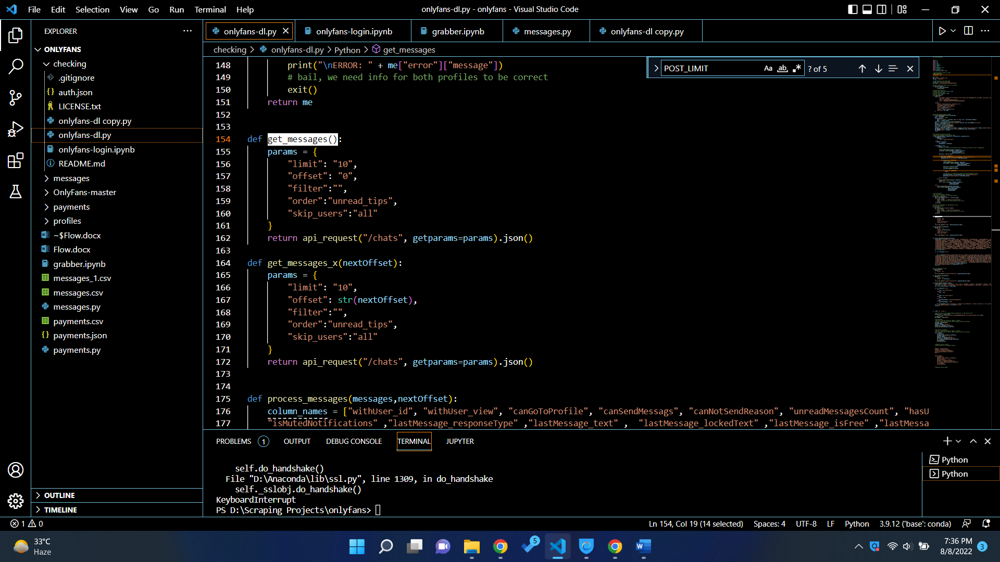 File Edit Selection View Go Run Terminal Help
onlyfans-dl.py - onlyfans - Visual Studio Code
EXPLORER
ONLYFANS
checking
.gitignore
auth.json
LICENSE.txt
onlyfans-dl copy.py
onlyfans-dl.py
onlyfans-login.ipynb
README.md
messages
OnlyFans-master
payments
profiles
~$Flow.docx
Flow.docx
grabber.ipynb
messages_1.csv
messages.csv
messages.py
payments.csv
payments.json
payments.py
OUTLINE
TIMELINE
onlyfans-dl.py onlyfans-login.ipynb grabber.ipynb messages.py onlyfans-dl copy.py
checking > onlyfans-dl.py > Python > get_messages
POST_LIMIT Aa ab ? of 5
148 print("\nERROR: " + me["error"]["message"])
149 # bail, we need info for both profiles to be correct
150 exit()
151 return me
152
153
154 def get_messages():
155 params = {
156 "limit": "10",
157 "offset": "0",
158 "filter":"",
159 "order":"unread_tips",
160 "skip_users":"all"
161 }
162 return api_request("/chats", getparams=params).json()
163
164 def get_messages_x(nextOffset):
165 params = {
166 "limit": "10",
167 "offset": str(nextOffset),
168 "filter":"",
169 "order":"unread_tips",
170 "skip_users":"all"
171 }
172 return api_request("/chats", getparams=params).json()
173
174
175 def process_messages(messages,nextOffset):
176 column_names = ["withUser_id", "withUser_view", "canGoToProfile", "canSendMessags", "canNotSendReason", "unreadMessagesCount", "hasU
177 "isMutedNotifications" ,"lastMessage_responseType" ,"lastMessage_text" , "lastMessage_lockedText" ,"lastMessage_isFree" ,"lastMessa
PROBLEMS 1 OUTPUT DEBUG CONSOLE TERMINAL JUPYTER
self.do_handshake()
File "D:\Anaconda\lib\ssl.py", line 1309, in do_handshake
self._sslobj.do_handshake()
KeyboardInterrupt
PS D:\Scraping Projects\onlyfans>
Python
Python
1 0
Ln 154, Col 19 (14 selected) Spaces: 4 UTF-8 LF Python 3.9.12 ('base': conda)
33°C
Haze
5
7:36 PM
8/8/2022
3